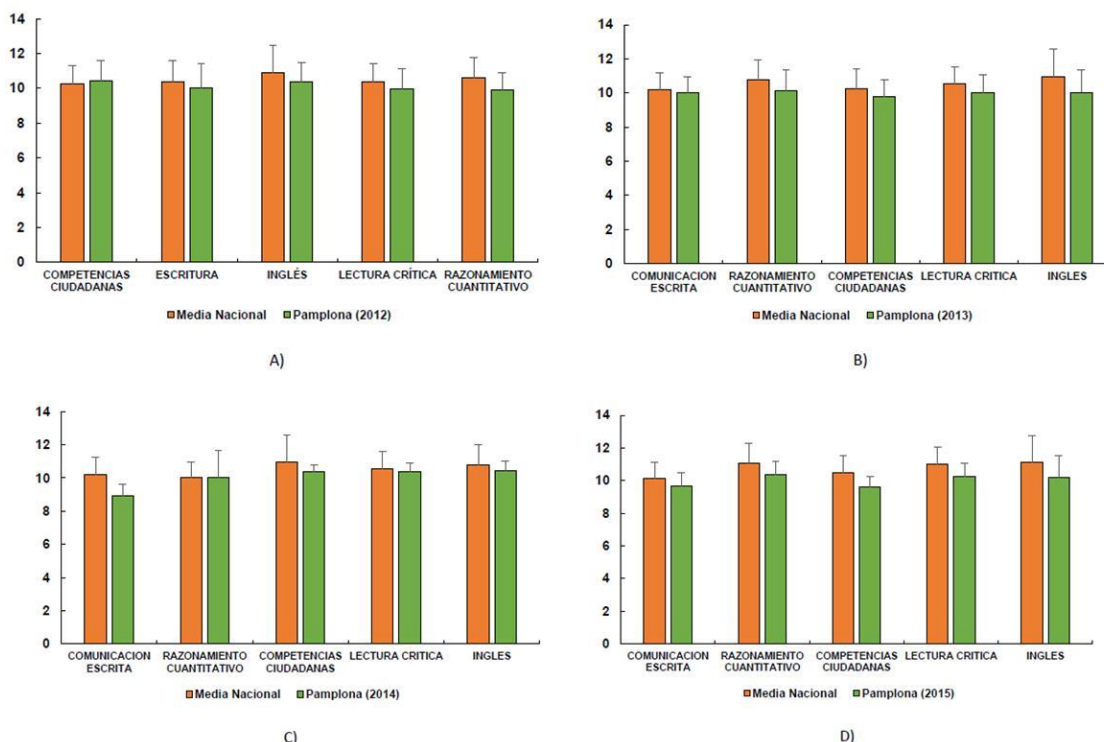 14
12
10
8
6
4
2
0
COMPETENCIAS CIUDADANAS
ESCRITURA
INGLÉS
LECTURA CRÍTICA
RAZONAMIENTO CUANTITATIVO
Media Nacional
Pamplona (2012)
A)
14
12
10
8
6
4
2
0
COMUNICACION ESCRITA
RAZONAMIENTO CUANTITATIVO
COMPETENCIAS CIUDADANAS
LECTURA CRITICA
INGLES
Media Nacional
Pamplona (2013)
B)
14
12
10
8
6
4
2
0
COMUNICACION ESCRITA
RAZONAMIENTO CUANTITATIVO
COMPETENCIAS CIUDADANAS
LECTURA CRITICA
INGLES
Media Nacional
Pamplona (2014)
C)
14
12
10
8
6
4
2
0
COMUNICACION ESCRITA
RAZONAMIENTO CUANTITATIVO
COMPETENCIAS CIUDADANAS
LECTURA CRITICA
INGLES
Media Nacional
Pamplona (2015)
D)